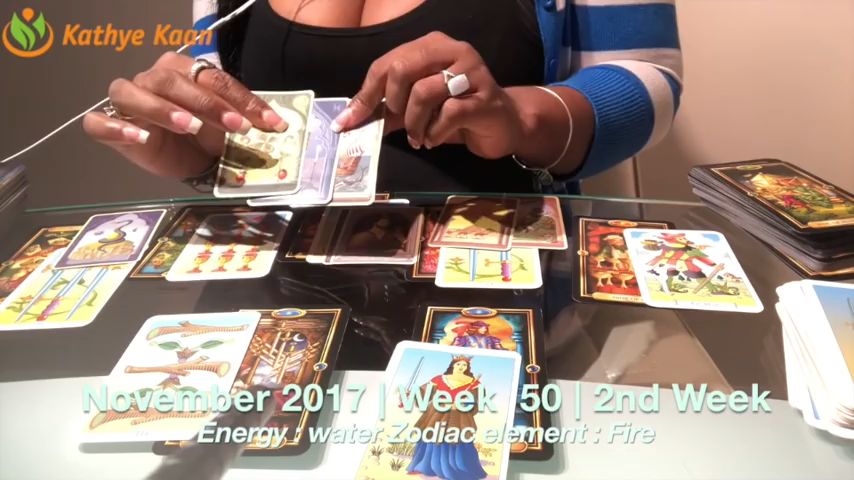 Kathye Kaan
November 2017 | Week 50 | 2nd Week
Energy : water Zodiac element : Fire